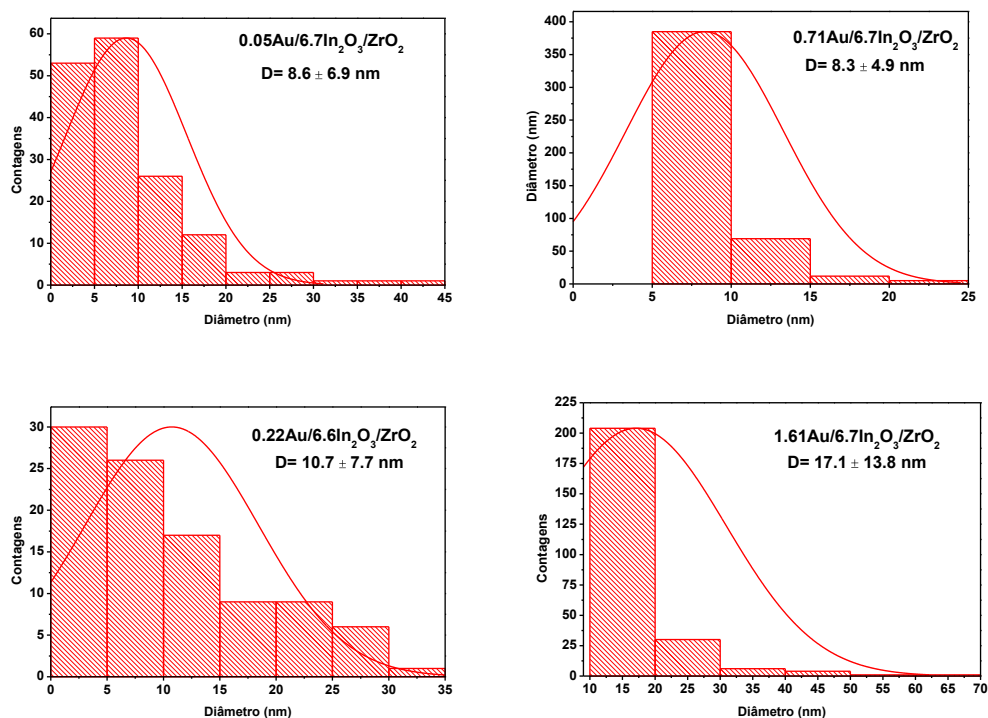 0.05Au/6.7In₂O₃/ZrO₂
D= 8.6 ± 6.9 nm
Contagens
60
50
40
30
20
10
0
0 5 10 15 20 25 30 35 40 45
Diâmetro (nm)
0.71Au/6.7In₂O₃/ZrO₂
D= 8.3 ± 4.9 nm
Diâmetro (nm)
400
350
300
250
200
150
100
50
0
0 5 10 15 20 25
Diâmetro (nm)
0.22Au/6.6In₂O₃/ZrO₂
D= 10.7 ± 7.7 nm
Contagens
30
25
20
15
10
5
0
0 5 10 15 20 25 30 35
Diâmetro (nm)
1.61Au/6.7In₂O₃/ZrO₂
D= 17.1 ± 13.8 nm
Contagens
225
200
175
150
125
100
75
50
25
0
10 20 30 40 50 60 70
Diâmetro (nm)